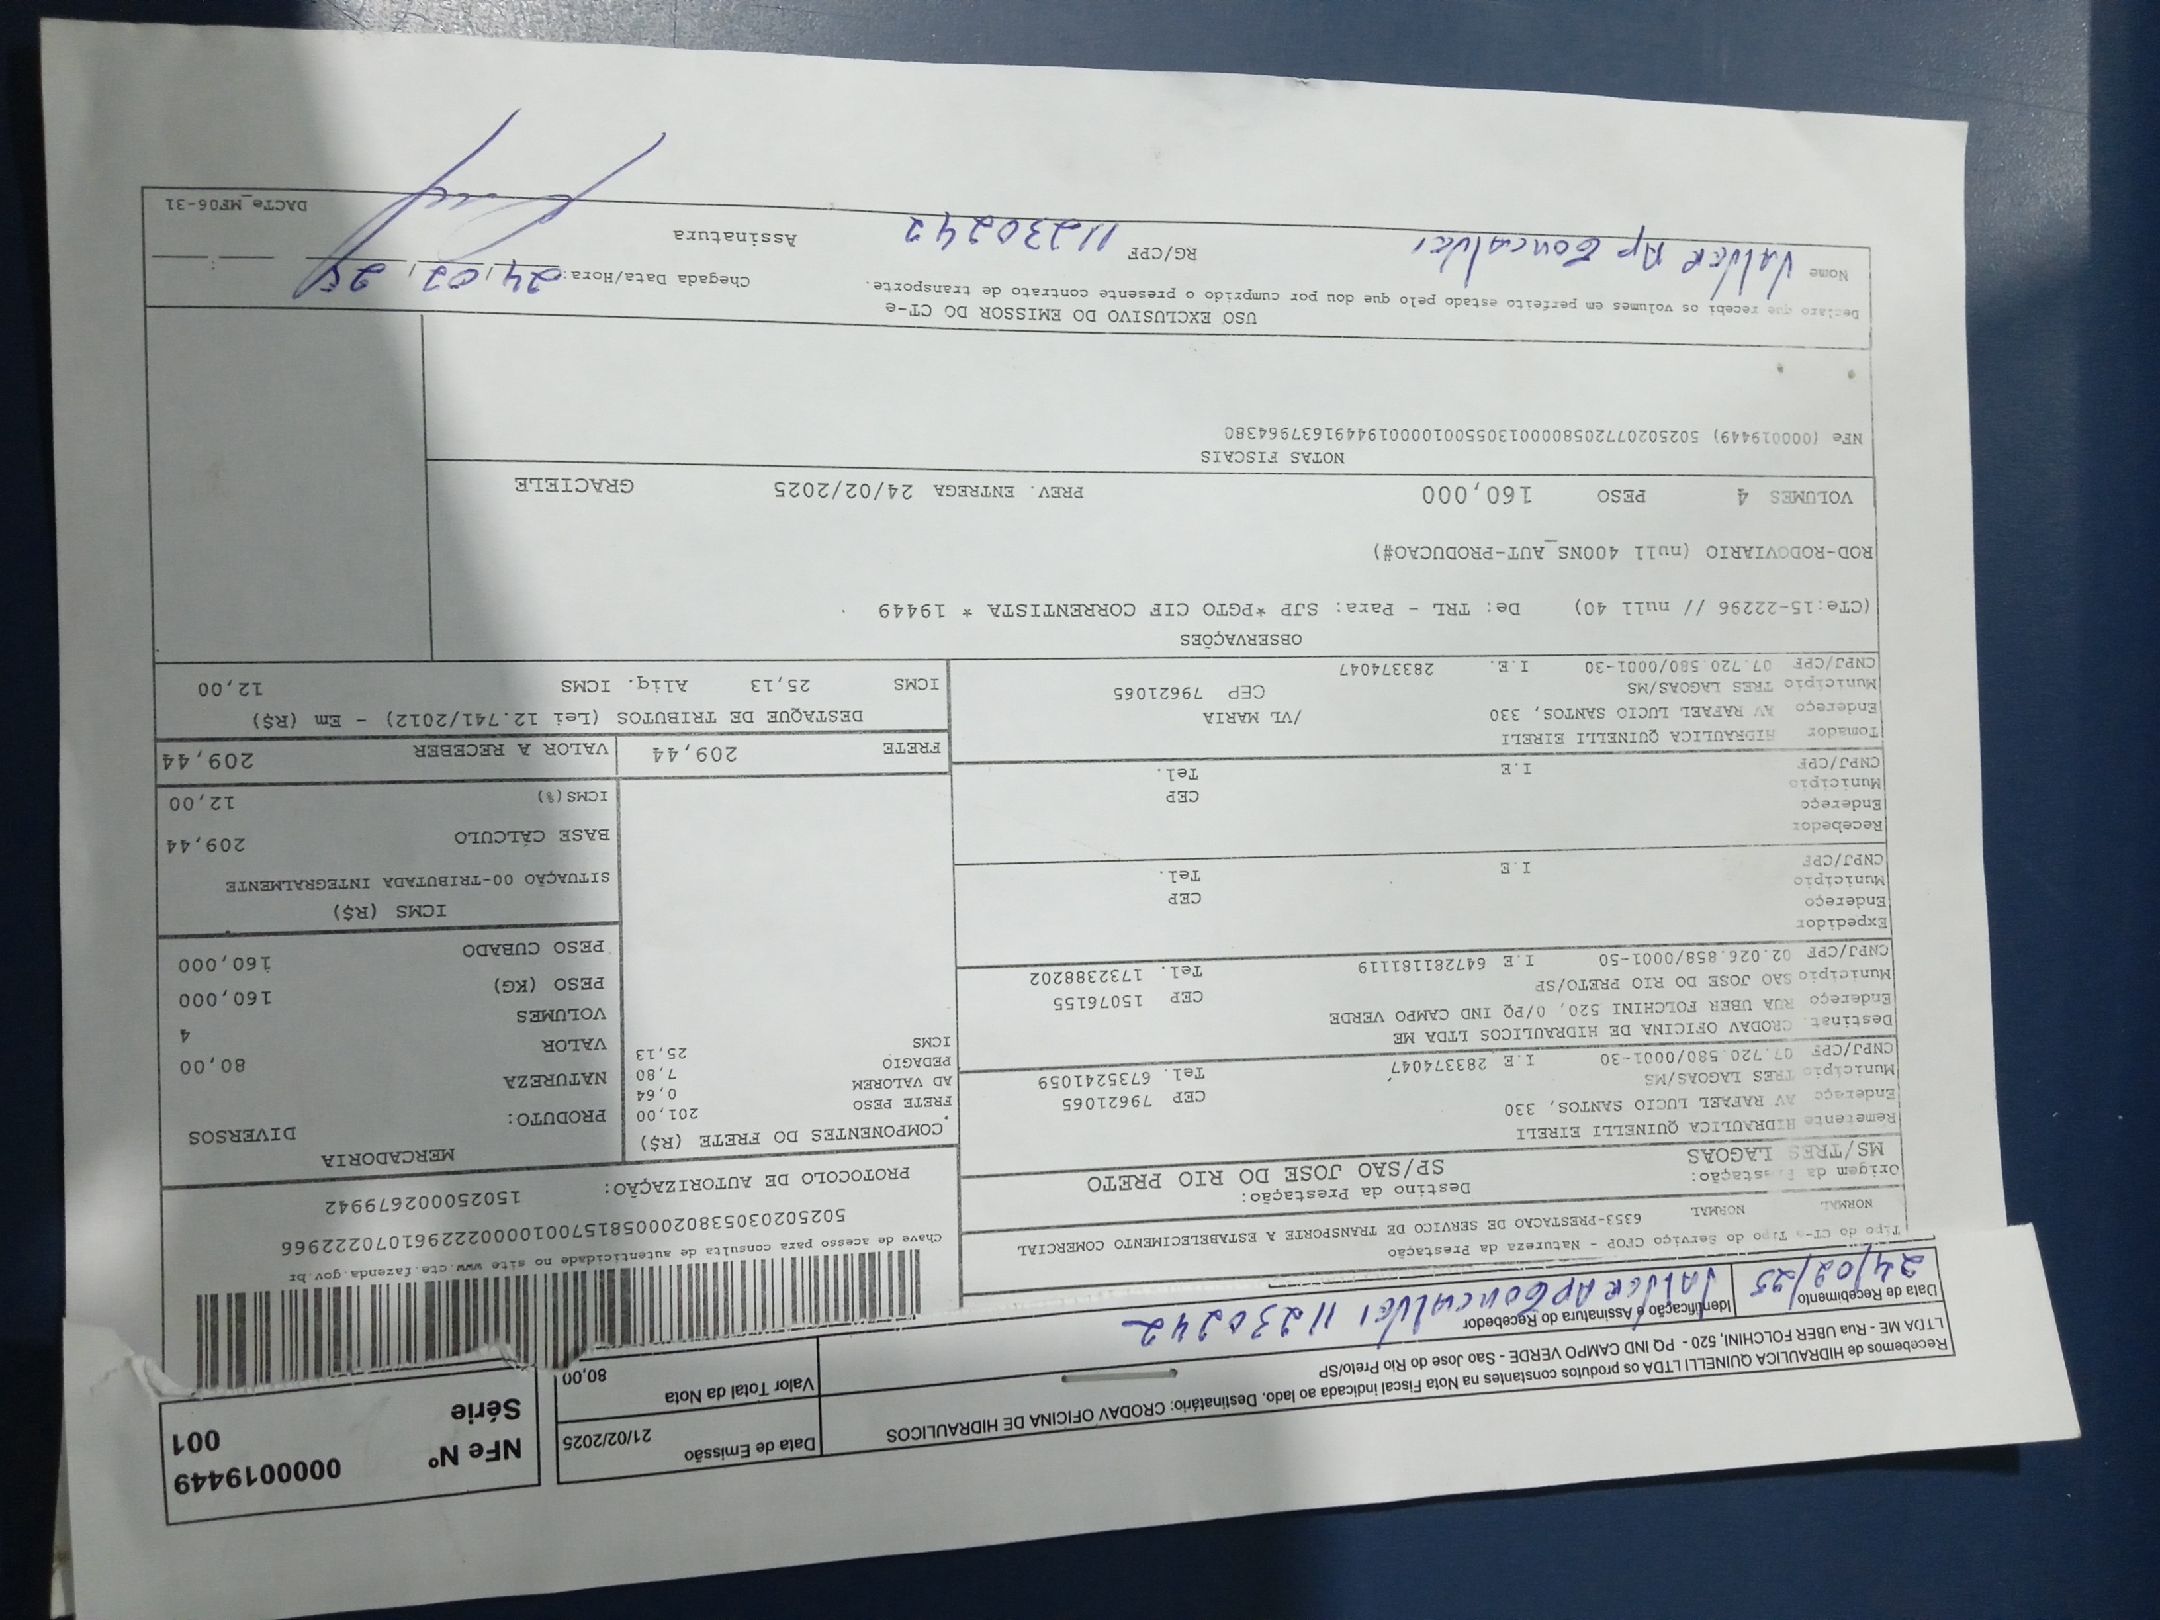 NFe Nº 0000019449
Série 001
Data de Emissão 21/02/2025
Valor Total da Nota 80,00
Recebemos de HIDRAULICA QUINELLI LTDA os produtos constantes na Nota Fiscal indicada ao lado. Destinatário: CRODAV OFICINA DE HIDRAULICOS
LTDA ME - Rua UBER FOLCHINI, 520 - PQ IND CAMPO VERDE - Sao Jose do Rio Preto/SP
Data de Recebimento 24/02/25
Identificação e Assinatura do Recebedor
Valder Ap Goncalves 11230242
Tipo do CT-e Tipo do Serviço CFOP - Natureza da Prestação
NORMAL NORMAL 6353-PRESTACAO DE SERVICO DE TRANSPORTE A ESTABELECIMENTO COMERCIAL
Origem da Prestação: Destino da Prestação:
MS/TRES LAGOAS SP/SAO JOSE DO RIO PRETO
Chave de acesso para consulta de autenticidade no site www.cte.fazenda.gov.br
PROTOCOLO DE AUTORIZAÇÃO: 150250002679942
Remetente HIDRAULICA QUINELLI EIRELI
Endereço AV RAFAEL LUCIO SANTOS, 330 CEP 79621065
Municipio TRES LAGOAS/MS Tel. 6735241059
CNPJ/CPF 07.720.580/0001-30 I.E 283374047
Destinat. CRODAV OFICINA DE HIDRAULICOS LTDA ME
Endereço RUA UBER FOLCHINI 520, 0/PQ IND CAMPO VERDE
Municipio SAO JOSE DO RIO PRETO/SP CEP 15076155
CNPJ/CPF 02.026.858/0001-50 I.E 647281181119 Tel. 1732388202
Expedidor
Endereço CEP
Municipio Tel.
CNPJ/CPF I.E
Recebedor
Endereço CEP
Municipio Tel.
CNPJ/CPF I.E
Tomador HIDRAULICA QUINELLI EIRELI
Endereço AV RAFAEL LUCIO SANTOS, 330 /VL MARIA
Municipio TRES LAGOAS/MS CEP 79621065
CNPJ/CPF 07.720.580/0001-30 I.E. 283374047
COMPONENTES DO FRETE (R$)
FRETE PESO 201,00
AD VALOREM 0,64
PEDAGIO 7,80
ICMS 25,13
MERCADORIA
PRODUTO: DIVERSOS
NATUREZA
VALOR 80,00
VOLUMES 4
PESO (KG) 160,000
PESO CUBADO 160,000
ICMS (R$)
SITUAÇÃO 00-TRIBUTADA INTEGRALMENTE
BASE CÁLCULO 209,44
ICMS(%) 12,00
FRETE 209,44 VALOR A RECEBER 209,44
DESTAQUE DE TRIBUTOS (Lei 12.741/2012) - Em (R$)
ICMS 25,13 Aliq. ICMS 12,00
OBSERVAÇÕES
(CTe:15-22296 // null 40) De: TRL - Para: SJP *PGTO CIF CORRENTISTA * 19449
ROD-RODOVIARIO (null 400NS_AUT-PRODUCAO#)
VOLUMES 4 PESO 160,000 PREV. ENTREGA 24/02/2025 GRACIELE
NOTAS FISCAIS
NFe (000019449) 50250207720580000130550010000194491637964380
USO EXCLUSIVO DO EMISSOR DO CT-e
Declaro que recebi os volumes em perfeito estado pelo que dou por cumprido o presente contrato de transporte.
Chegada Data/Hora: 24/02/25
Nome Valder Ap Goncalves RG/CPF 11230242 Assinatura
DACTe_MF06-31